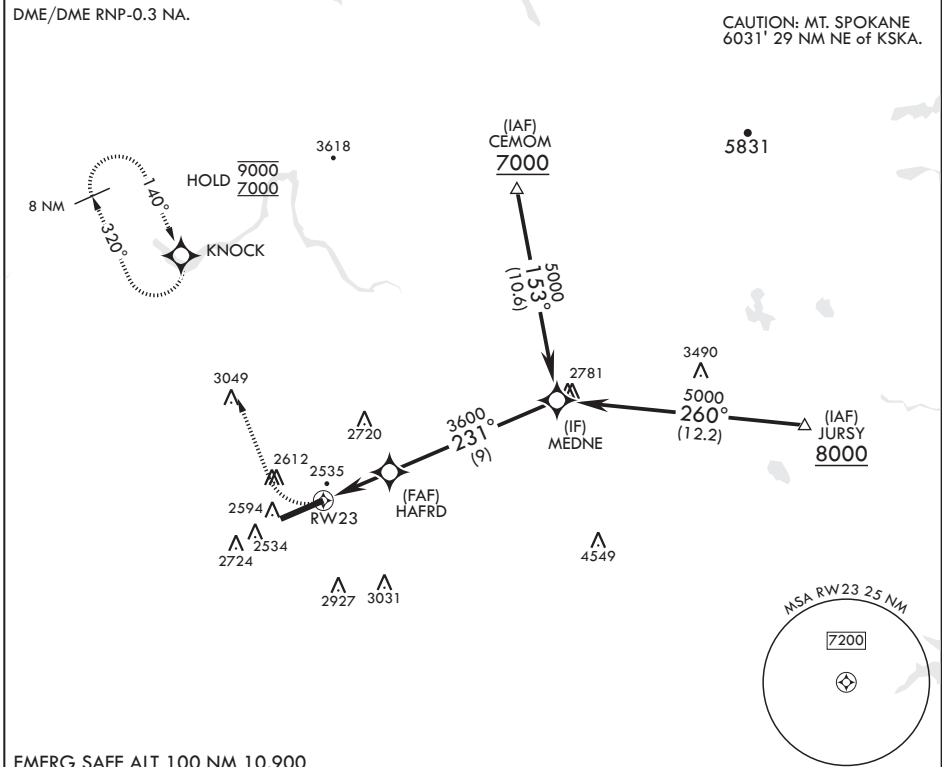 DME/DME RNP-0.3 NA.
CAUTION: MT. SPOKANE
6031' 29 NM NE of KSKA.
(IAF)
CEMOM
7000
5831
3618
HOLD 9000
7000
8 NM
140°
320°
KNOCK
5000
153°
(10.6)
3049
2781
3490
5000
260°
(12.2)
(IAF)
JURSY
8000
(IF)
MEDNE
3600
231°
(9)
2720
2612
2535
(FAF)
HAFRD
2594
RW23
2534
2724
4549
2927
3031
MSA RW23 25 NM
7200
EMERG SAFE ALT 100 NM 10,900